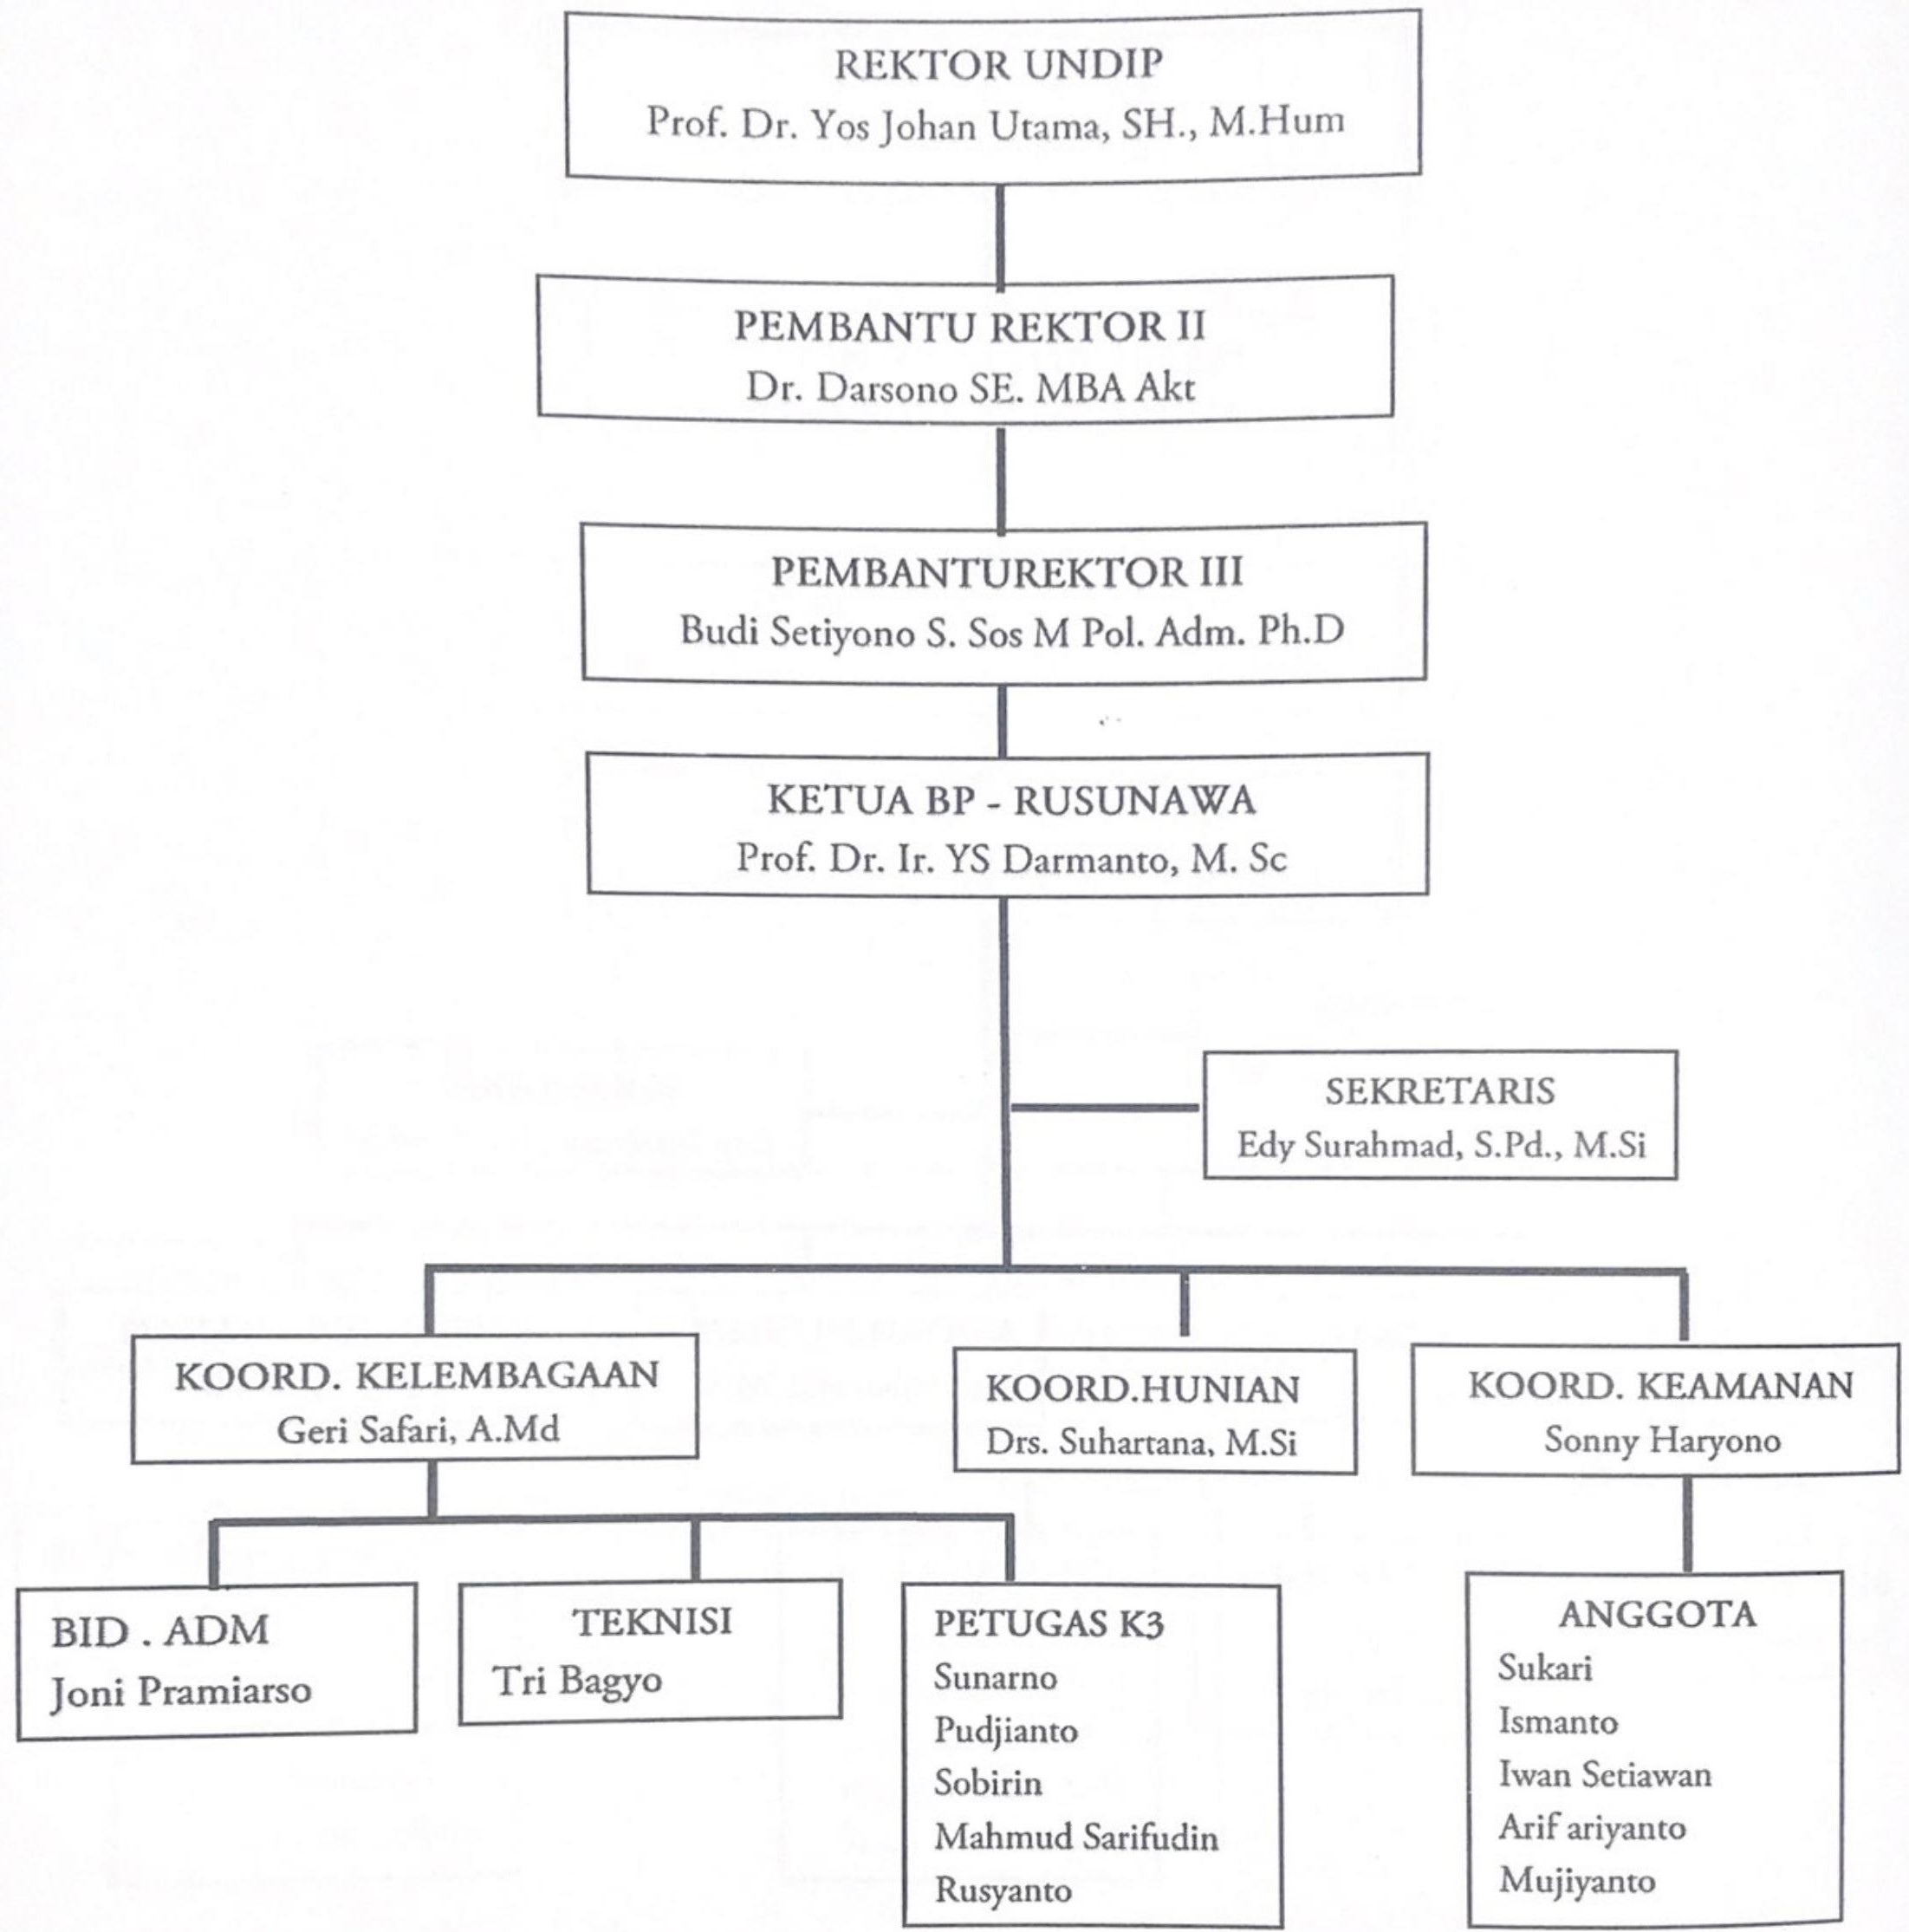 REKTOR UNDIP
Prof. Dr. Yos Johan Utama, SH., M.Hum
PEMBANTU REKTOR II
Dr. Darsono SE. MBA Akt
PEMBANTUREKTOR III
Budi Setiyono S. Sos M Pol. Adm. Ph.D
KETUA BP - RUSUNAWA
Prof. Dr. Ir. YS Darmanto, M. Sc
SEKRETARIS
Edy Surahmad, S.Pd., M.Si
KOORD. KELEMBAGAAN
Geri Safari, A.Md
KOORD.HUNIAN
Drs. Suhartana, M.Si
KOORD. KEAMANAN
Sonny Haryono
BID . ADM
Joni Pramiarso
TEKNISI
Tri Bagyo
PETUGAS K3
Sunarno
Pudjianto
Sobirin
Mahmud Sarifudin
Rusyanto
ANGGOTA
Sukari
Ismanto
Iwan Setiawan
Arif ariyanto
Mujiyanto